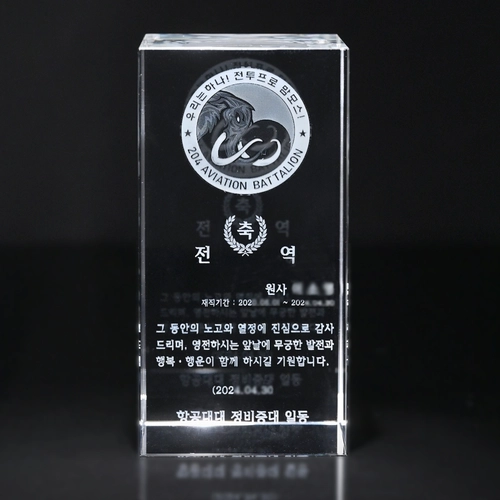 우리는하나! 전투프로 맘모스!
204 AVIATION BATTALION
축
전 역
원사
재직기간 : 202 ~ 202
그 동안의 노고와 열정에 진심으로 감사
드리며, 영전하시는 앞날에 무궁한 발전과
행복·행운이 함께 하시길 기원합니다.
(202
항공대대 정비중대 일동